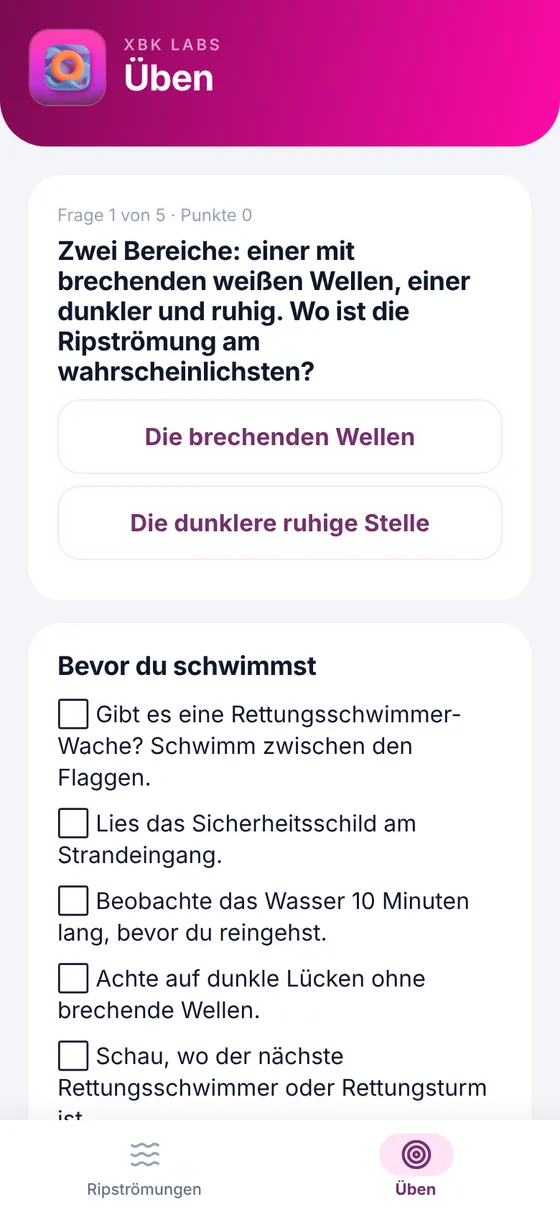 XBK LABS
Üben
Frage 1 von 5 · Punkte 0
Zwei Bereiche: einer mit
brechenden weißen Wellen, einer
dunkler und ruhig. Wo ist die
Ripströmung am
wahrscheinlichsten?
Die brechenden Wellen
Die dunklere ruhige Stelle
Bevor du schwimmst
Gibt es eine Rettungsschwimmer-
Wache? Schwimm zwischen den
Flaggen.
Lies das Sicherheitsschild am
Strandeingang.
Beobachte das Wasser 10 Minuten
lang, bevor du reingehst.
Achte auf dunkle Lücken ohne
brechende Wellen.
Schau, wo der nächste
Rettungsschwimmer oder Rettungsturm
ist.
Ripströmungen
Üben